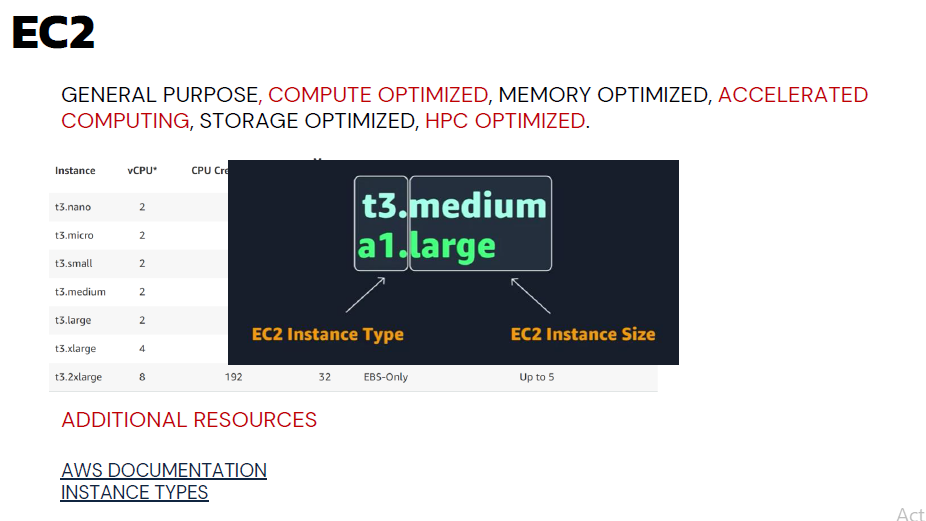 EC2
GENERAL PURPOSE, COMPUTE OPTIMIZED, MEMORY OPTIMIZED, ACCELERATED
COMPUTING, STORAGE OPTIMIZED, HPC OPTIMIZED.
Instance vCPU* CPU Cre
t3.nano 2
t3.micro 2
t3.small 2
t3.medium 2
t3.large 2
t3.xlarge 4
t3.2xlarge 8 192 32 EBS-Only Up to 5
t3.medium
a1.large
EC2 Instance Type EC2 Instance Size
ADDITIONAL RESOURCES
AWS DOCUMENTATION
INSTANCE TYPES
Act